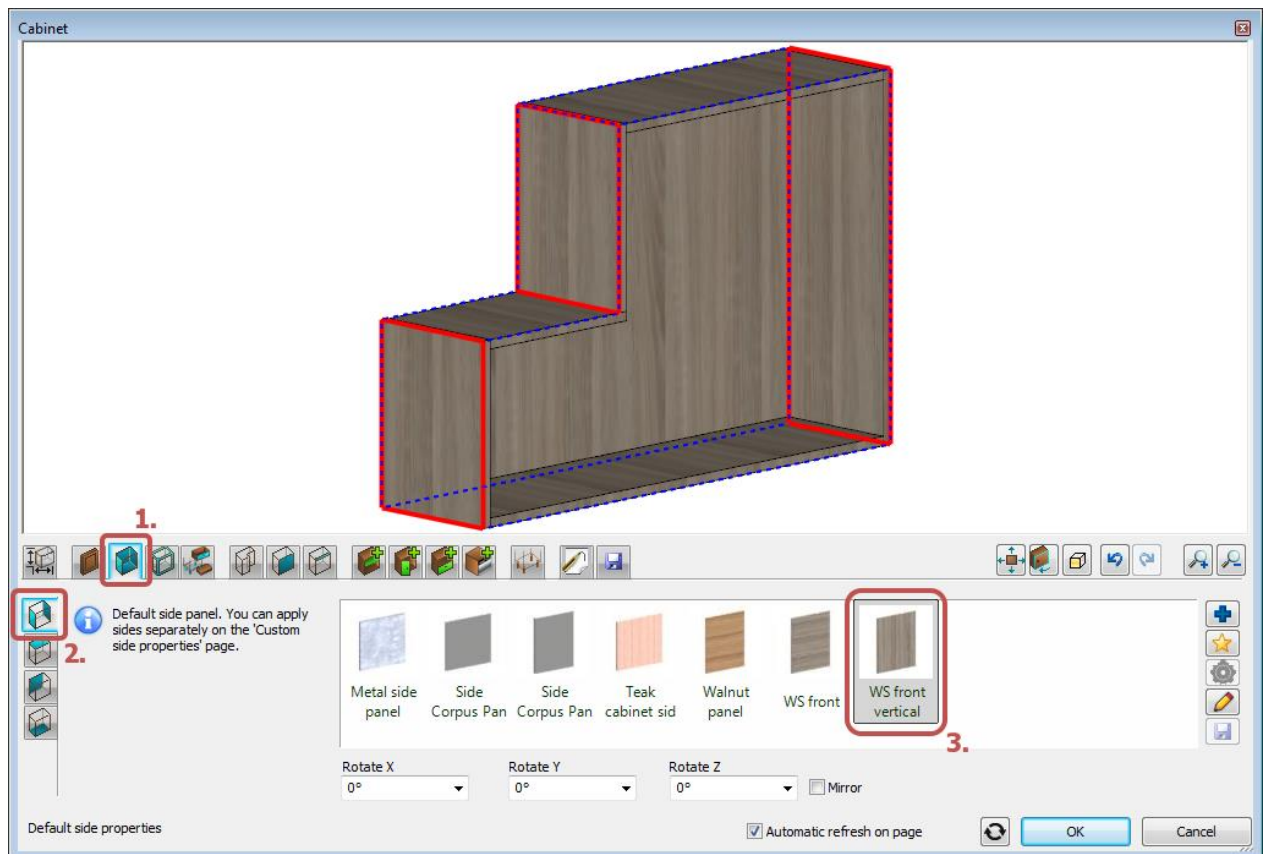 Cabinet
1.
2.
Default side panel. You can apply
sides separately on the 'Custom
side properties' page.
Metal side
panel
Side
Corpus Pan
Side
Corpus Pan
Teak
cabinet sid
Walnut
panel
WS front
WS front
vertical
3.
Rotate X
0°
Rotate Y
0°
Rotate Z
0°
Mirror
Default side properties
Automatic refresh on page
OK
Cancel